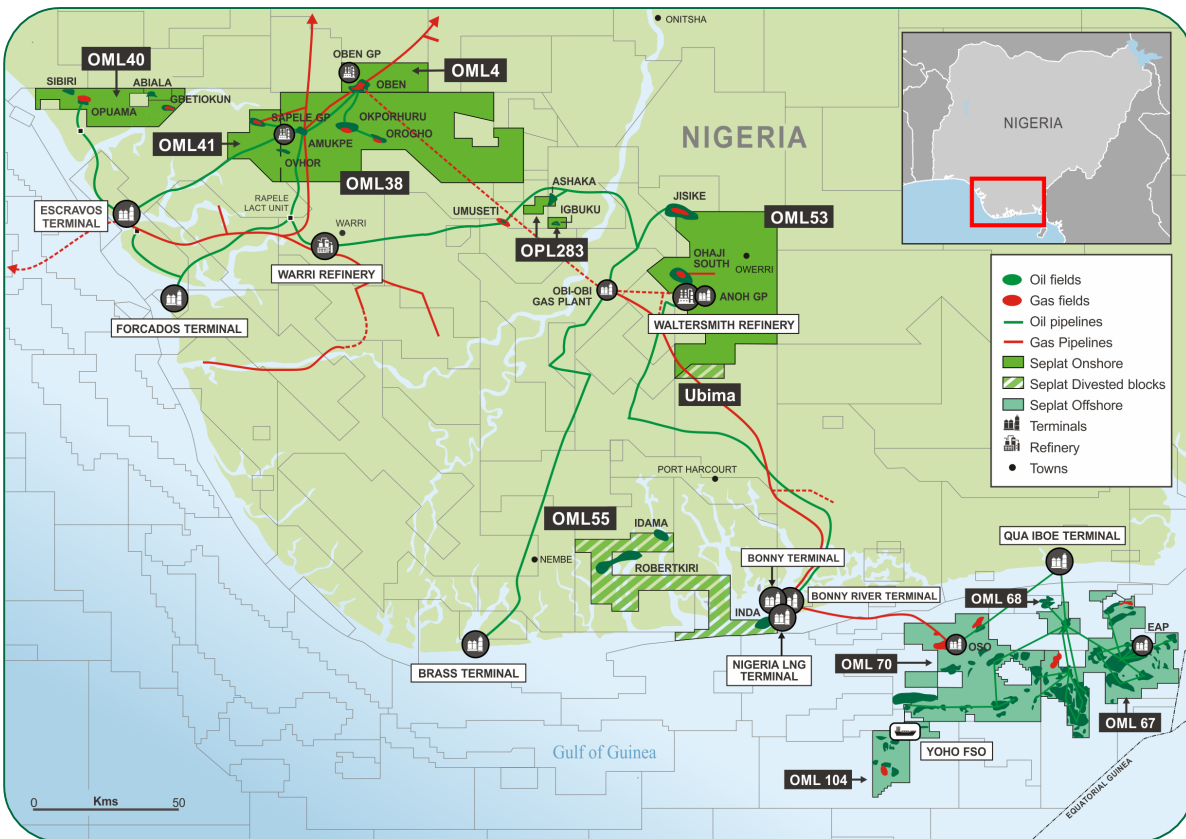 ONITSHA
OBEN GP
OML40
OML4
SIBIRI
ABIALA
OBEN
GBETIOKUN
OPUAMA
SAPELE GP
OKPORHURU
OROGHO
NIGERIA
OML41
AMUKPE
OVHOR
OML38
ASHAKA
RAPELE
LACT UNIT
JISIKE
ESCRAVOS
TERMINAL
UMUSETI
IGBUKU
OML53
WARRI
OPL283
OHAJI
SOUTH
OWERRI
WARRI REFINERY
OBI-OBI
GAS PLANT
ANOH GP
FORCADOS TERMINAL
WALTERSMITH REFINERY
Ubima
PORT HARCOURT
OML55
IDAMA
NEMBE
ROBERTKIRI
BONNY TERMINAL
BONNY RIVER TERMINAL
INDA
BRASS TERMINAL
NIGERIA LNG
TERMINAL
QUA IBOE TERMINAL
OML 68
EAP
OSO
OML 70
OML 67
YOHO FSO
OML 104
Gulf of Guinea
EQUATORIAL GUINEA
0 Kms 50
NIGERIA
Oil fields
Gas fields
Oil pipelines
Gas Pipelines
Seplat Onshore
Seplat Divested blocks
Seplat Offshore
Terminals
Refinery
Towns